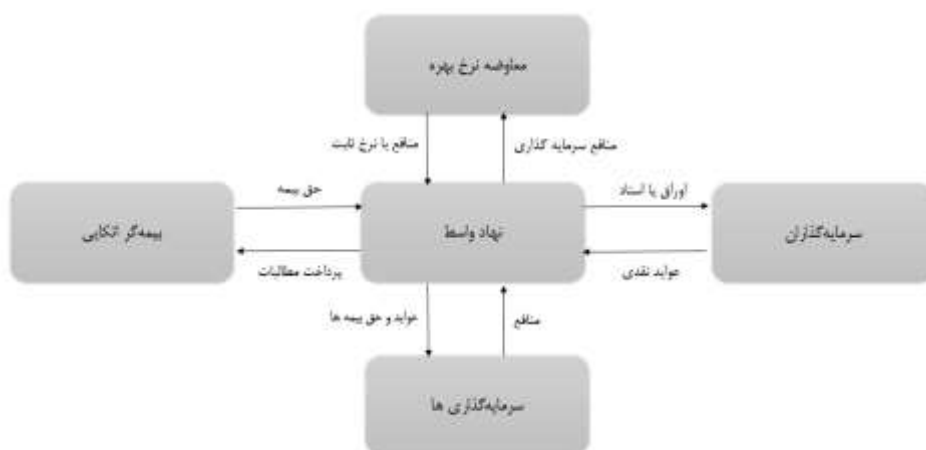 معاوضه نرخ بهره
منافع سرمایه گذاری
منافع با نرخ ثابت
سرمایه‌گذاران
اوراق یا اسناد
عواید نقدی
نهاد واسط
حق بیمه
پرداخت مطالبات
بیمه‌گر اتکایی
منافع
عواید و حق بیمه ها
سرمایه‌گذاری ها